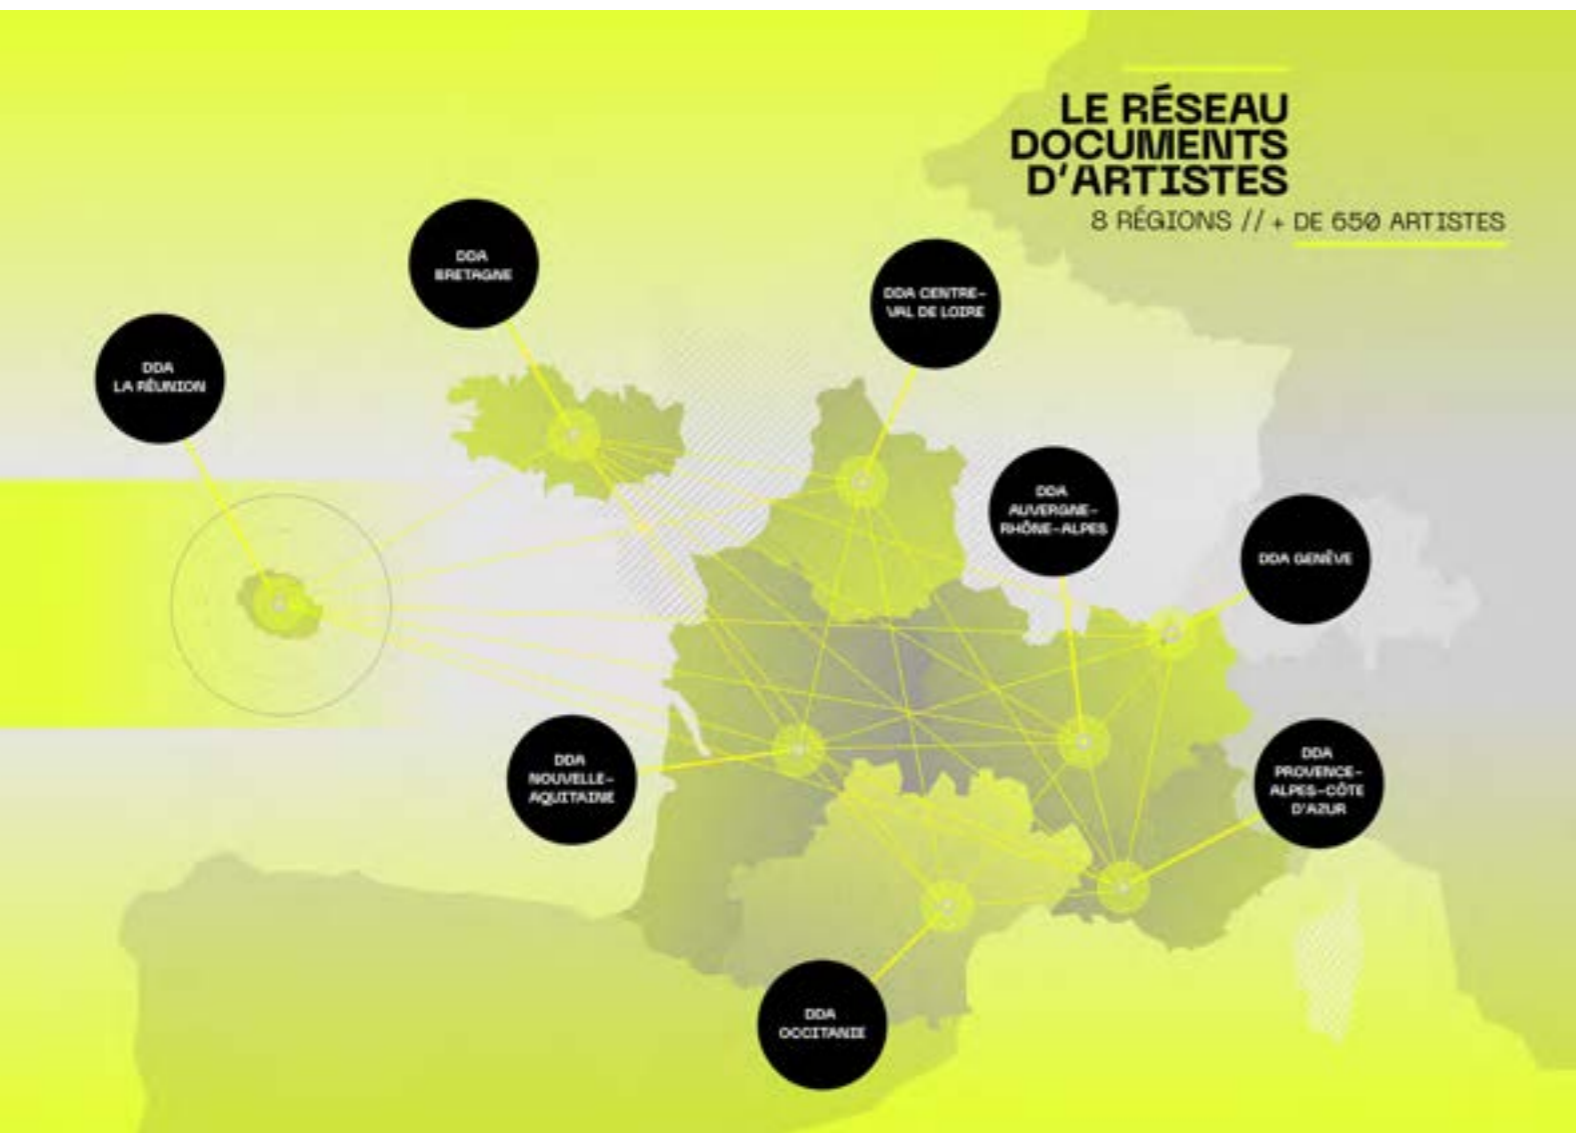 LE RÉSEAU
DOCUMENTS
D'ARTISTES
8 RÉGIONS // + DE 650 ARTISTES
DDA
BRETAGNE
DDA CENTRE-
VAL DE LOIRE
DDA
LA RÉUNION
DDA
AUVERGNE-
RHÔNE-ALPES
DDA GENÈVE
DDA
NOUVELLE-
AQUITAINE
DDA
PROVENCE-
ALPES-CÔTE
D'AZUR
DDA
OCCITANIE